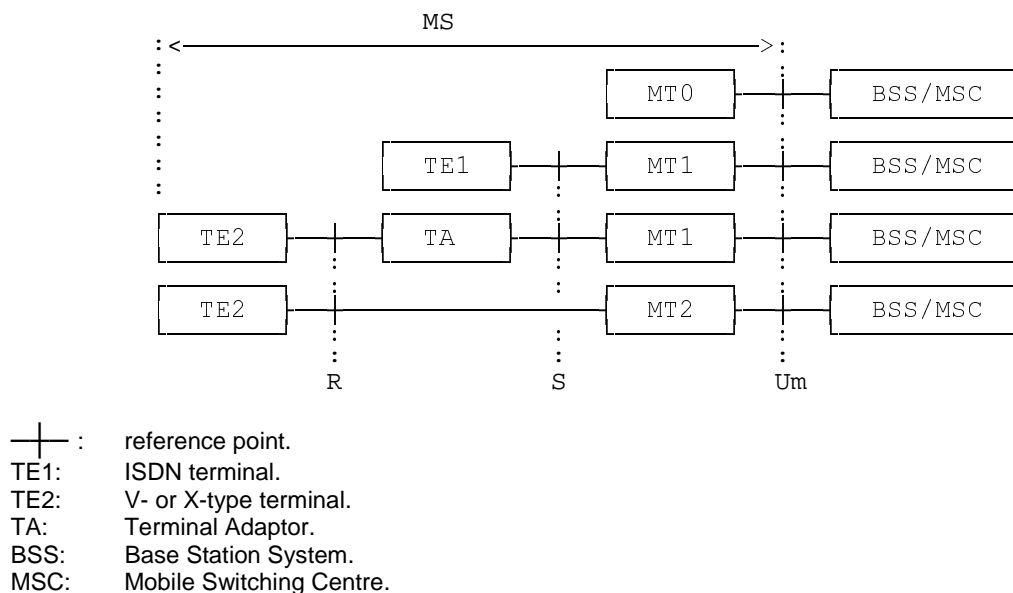 MS
MT0 BSS/MSC
TE1 MT1 BSS/MSC
TE2 TA MT1 BSS/MSC
TE2 MT2 BSS/MSC
R S Um
: reference point.
TE1: ISDN terminal.
TE2: V- or X-type terminal.
TA: Terminal Adaptor.
BSS: Base Station System.
MSC: Mobile Switching Centre.